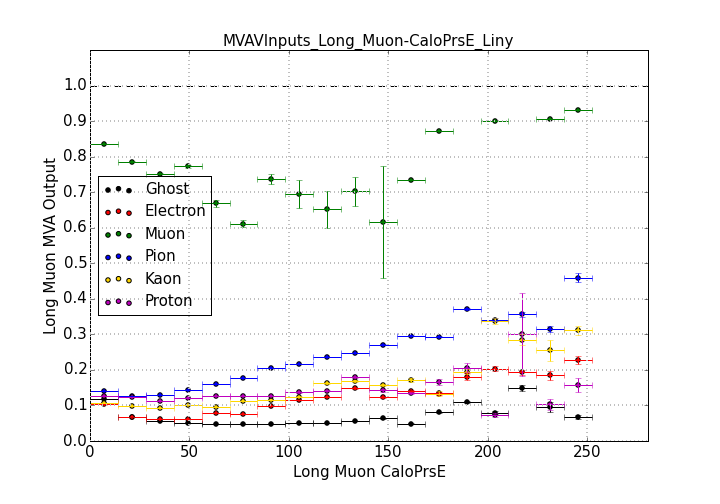 MVAVInputs_Long_Muon-CaloPrsE_Liny
1.0
0.9
0.8
0.7
0.6
0.5
0.4
0.3
0.2
0.1
0.0
Long Muon MVA Output
Ghost
Electron
Muon
Pion
Kaon
Proton
0 50 100 150 200 250
Long Muon CaloPrsE